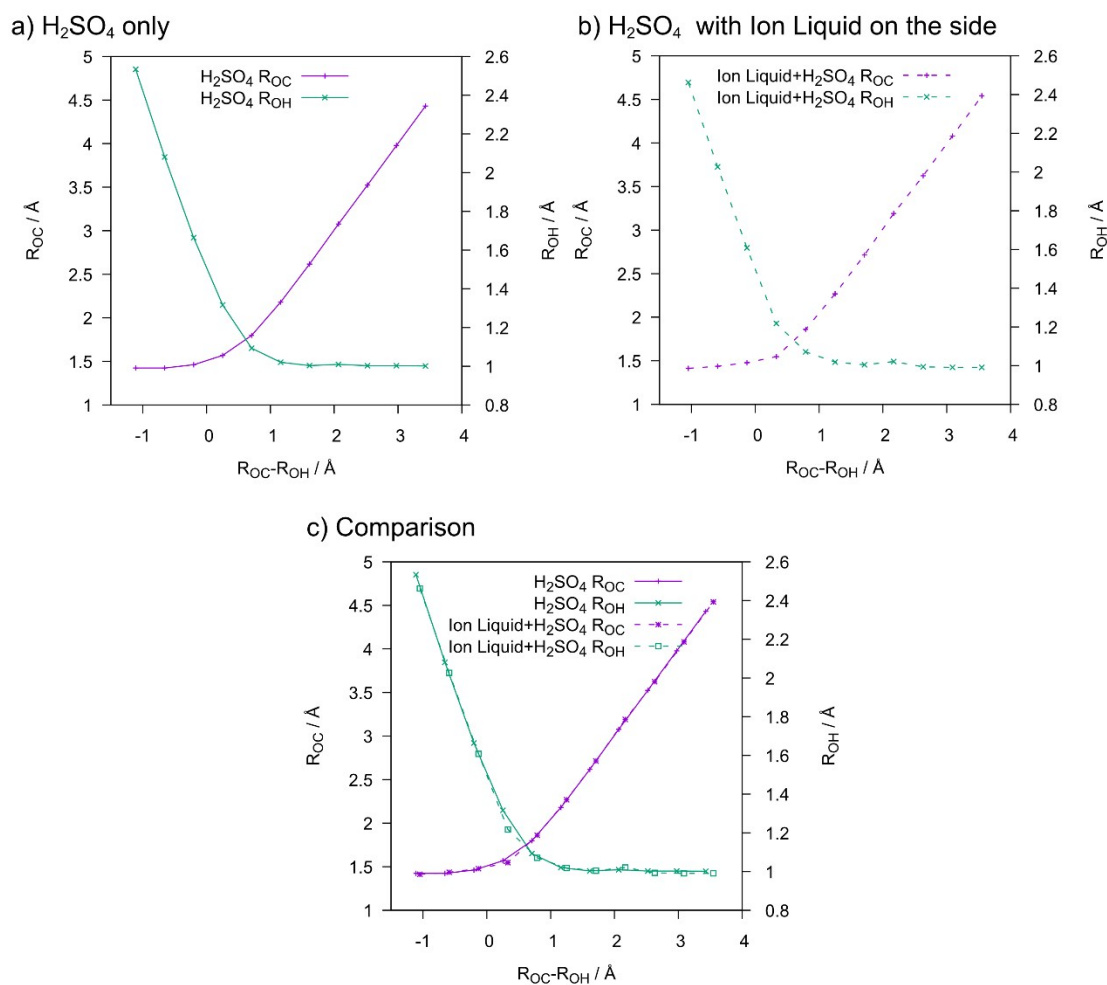 a) H₂SO₄ only
H₂SO₄ R_OC
H₂SO₄ R_OH
5
4.5
4
3.5
3
2.5
2
1.5
1
2.6
2.4
2.2
2
1.8
1.6
1.4
1.2
1
0.8
-1 0 1 2 3 4
R_OC / Å
R_OH / Å
R_OC-R_OH / Å
b) H₂SO₄ with Ion Liquid on the side
Ion Liquid+H₂SO₄ R_OC
Ion Liquid+H₂SO₄ R_OH
5
4.5
4
3.5
3
2.5
2
1.5
1
2.6
2.4
2.2
2
1.8
1.6
1.4
1.2
1
0.8
-1 0 1 2 3 4
R_OC / Å
R_OH / Å
R_OC-R_OH / Å
c) Comparison
H₂SO₄ R_OC
H₂SO₄ R_OH
Ion Liquid+H₂SO₄ R_OC
Ion Liquid+H₂SO₄ R_OH
5
4.5
4
3.5
3
2.5
2
1.5
1
2.6
2.4
2.2
2
1.8
1.6
1.4
1.2
1
0.8
-1 0 1 2 3 4
R_OC / Å
R_OH / Å
R_OC-R_OH / Å